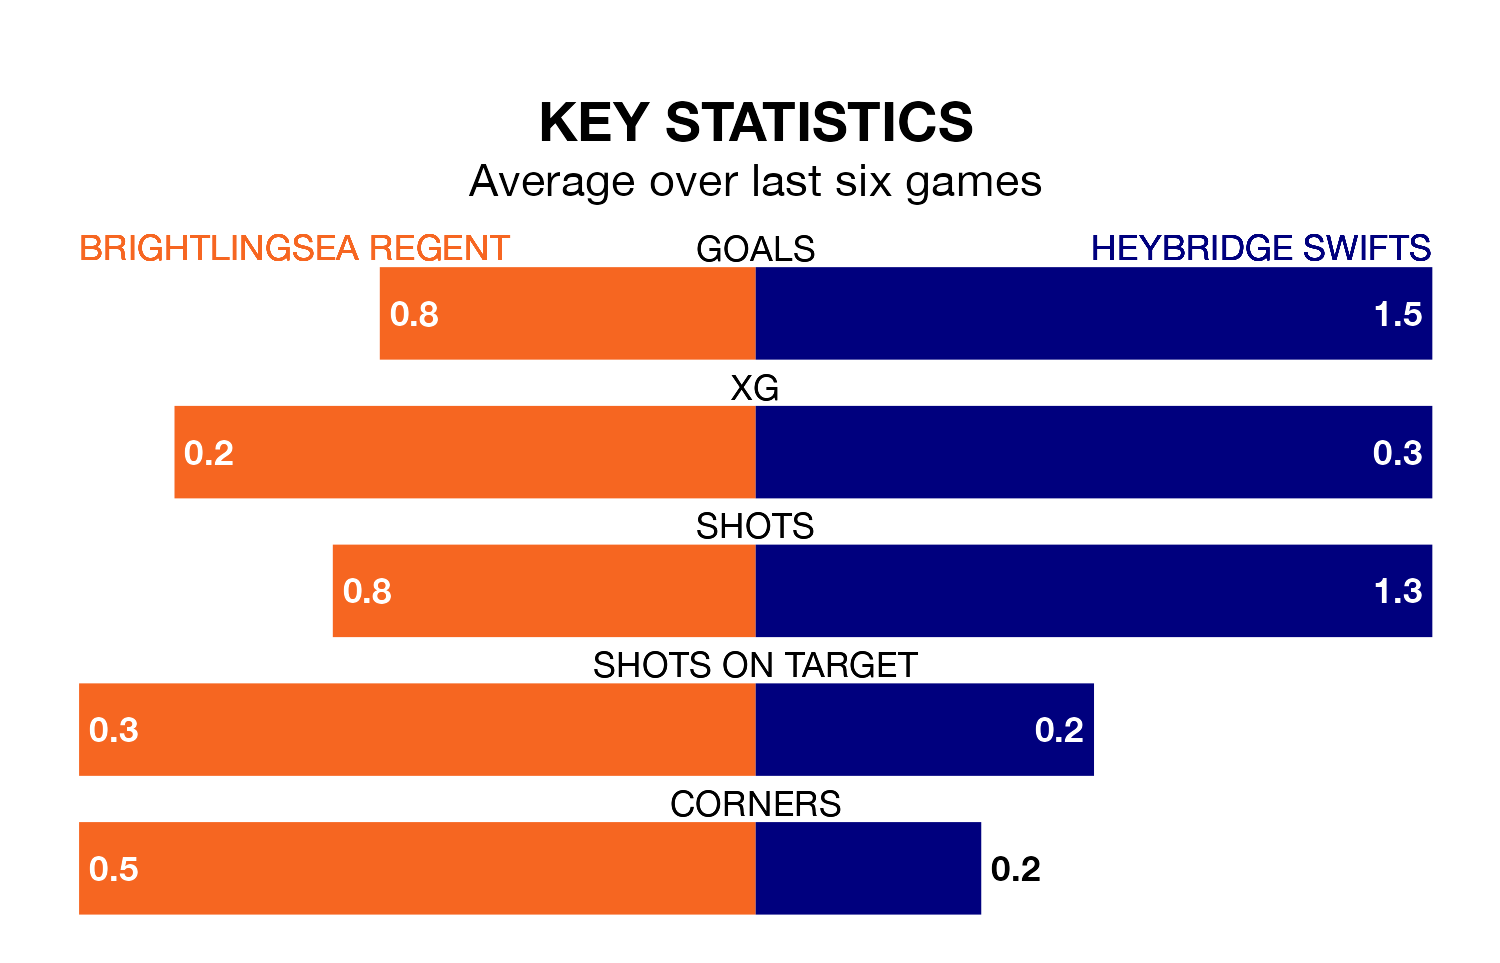 KEY STATISTICS
Average over last six games
BRIGHTLINGSEA REGENT GOALS HEYBRIDGE SWIFTS
0.8 1.5
XG
0.2 0.3
SHOTS
0.8 1.3
SHOTS ON TARGET
0.3 0.2
CORNERS
0.5 0.2